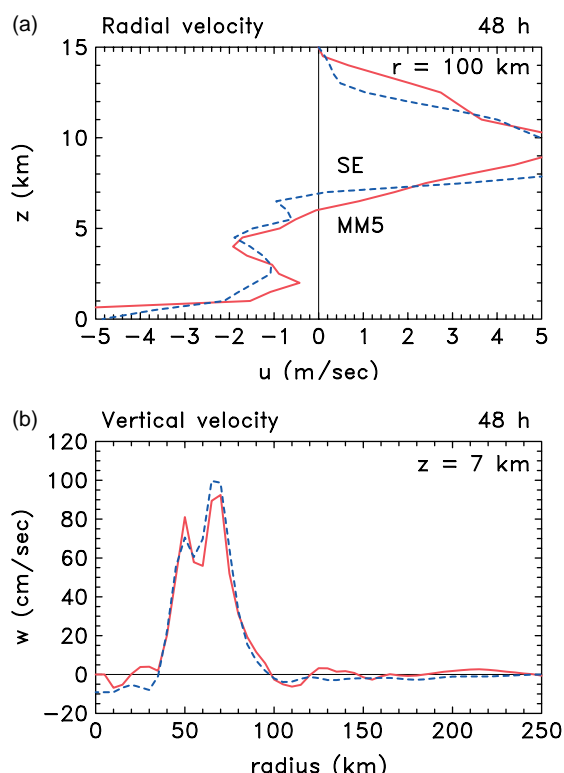 (a) Radial velocity 48 h
15
r = 100 km
10
z (km)
SE
MM5
5
0
−5 −4 −3 −2 −1 0 1 2 3 4 5
u (m/sec)
(b) Vertical velocity 48 h
120
z = 7 km
100
80
60
w (cm/sec)
40
20
0
−20
0 50 100 150 200 250
radius (km)